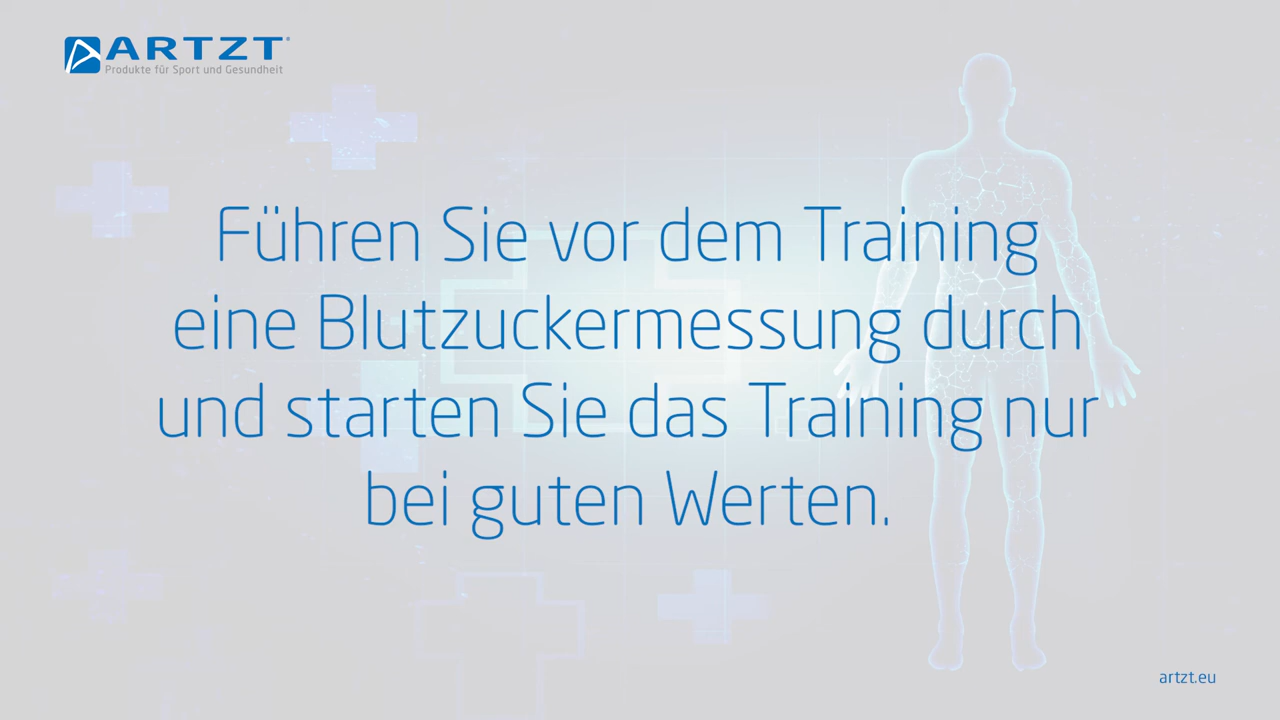 ARTZT®
Produkte für Sport und Gesundheit
Führen Sie vor dem Training
eine Blutzuckermessung durch
und starten Sie das Training nur
bei guten Werten.
artzt.eu